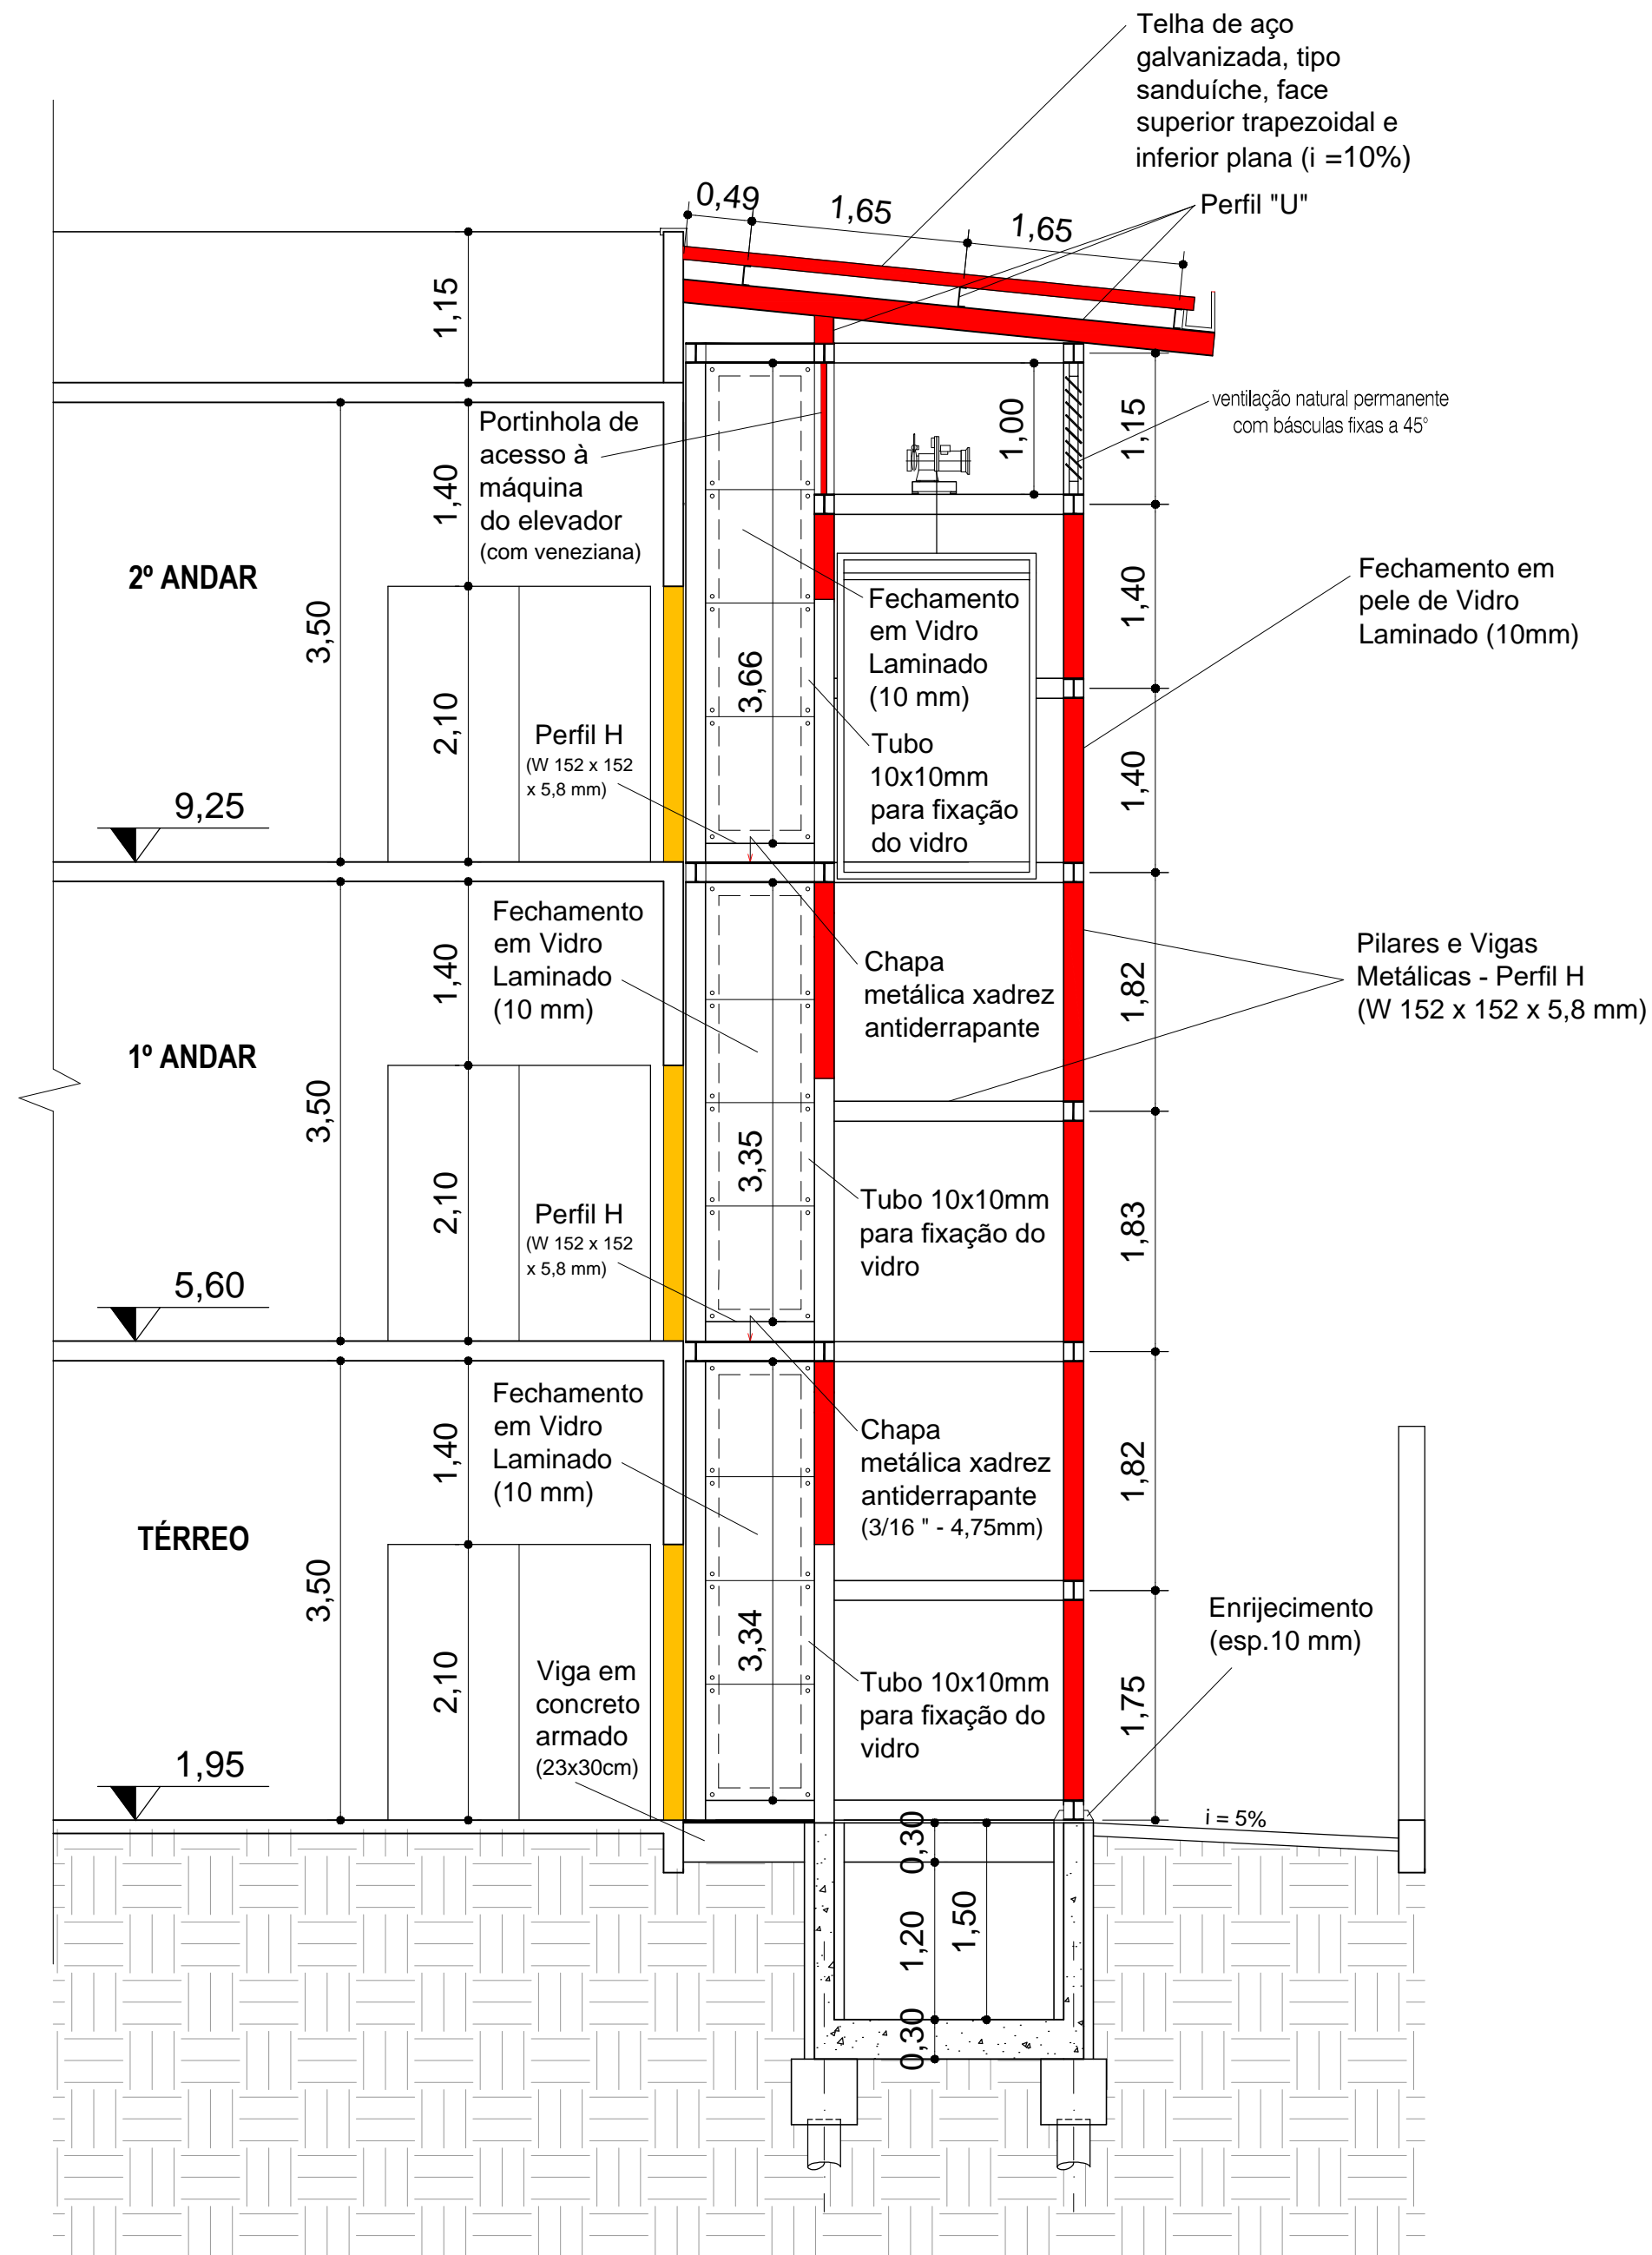 Telha de aço
galvanizada, tipo
sanduíche, face
superior trapezoidal e
inferior plana (i =10%)
Perfil "U"
0,49
1,65
1,65
1,15
ventilação natural permanente
com básculas fixas a 45°
1,00
1,15
Portinhola de
acesso à
máquina
do elevador
(com veneziana)
1,40
3,50
2º ANDAR
2,10
Fechamento
em Vidro
Laminado
(10 mm)
3,66
1,40
Fechamento em
pele de Vidro
Laminado (10mm)
Perfil H
(W 152 x 152
x 5,8 mm)
Tubo
10x10mm
para fixação
do vidro
1,40
9,25
Fechamento
em Vidro
Laminado
(10 mm)
1,40
Chapa
metálica xadrez
antiderrapante
1,82
Pilares e Vigas
Metálicas - Perfil H
(W 152 x 152 x 5,8 mm)
1º ANDAR
3,50
2,10
3,35
Perfil H
(W 152 x 152
x 5,8 mm)
Tubo 10x10mm
para fixação do
vidro
1,83
5,60
Fechamento
em Vidro
Laminado
(10 mm)
1,40
Chapa
metálica xadrez
antiderrapante
(3/16 " - 4,75mm)
1,82
TÉRREO
3,50
2,10
3,34
Enrijecimento
(esp.10 mm)
Viga em
concreto
armado
(23x30cm)
Tubo 10x10mm
para fixação do
vidro
1,75
1,95
i = 5%
0,30
1,20
1,50
0,30